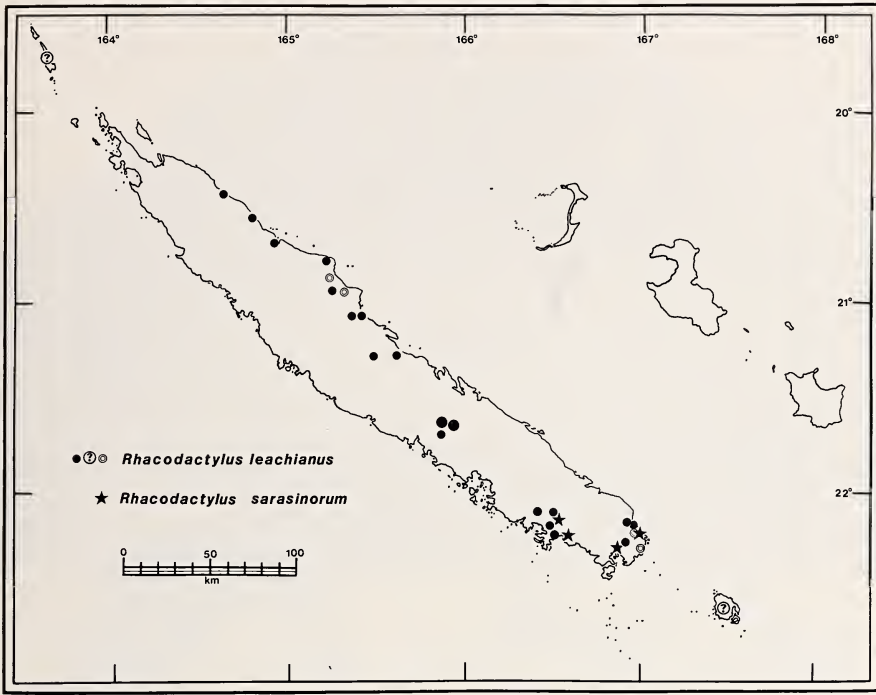 164° 165° 166° 167° 168°
?
20°
21°
● ? ◎ Rhacodactylus leachianus
★ Rhacodactylus sarasinorum
22°
0 50 100
km
?